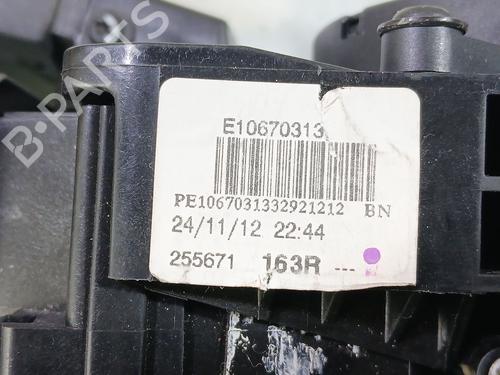 B-PARTS
E10670313
PE1067031332921212 BN
24/11/12 22:44
255671 163R ---